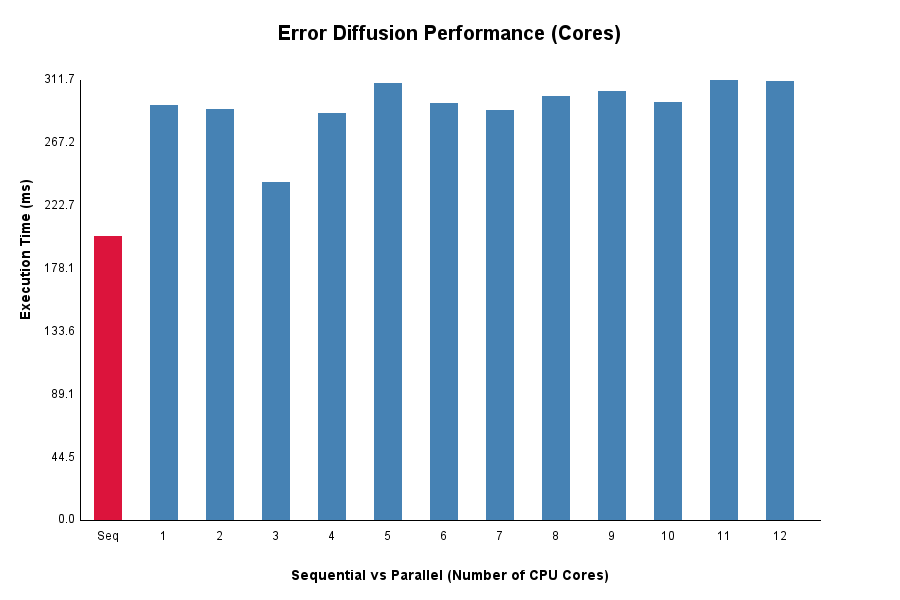 Error Diffusion Performance (Cores)
311.7
267.2
222.7
178.1
133.6
89.1
44.5
0.0
Execution Time (ms)
Seq 1 2 3 4 5 6 7 8 9 10 11 12
Sequential vs Parallel (Number of CPU Cores)